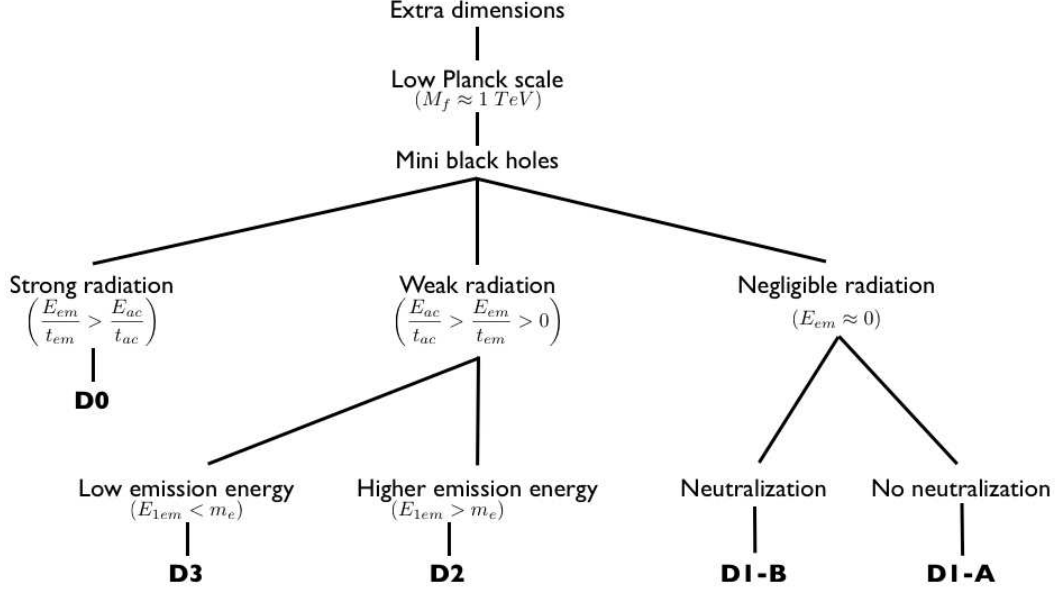 Extra dimensions
Low Planck scale
(M_f ≈ 1 TeV)
Mini black holes
Strong radiation
(E_em/t_em > E_ac/t_ac)
D0
Weak radiation
(E_ac/t_ac > E_em/t_em > 0)
Negligible radiation
(E_em ≈ 0)
Low emission energy
(E_1em < m_e)
D3
Higher emission energy
(E_1em > m_e)
D2
Neutralization
D1-B
No neutralization
D1-A